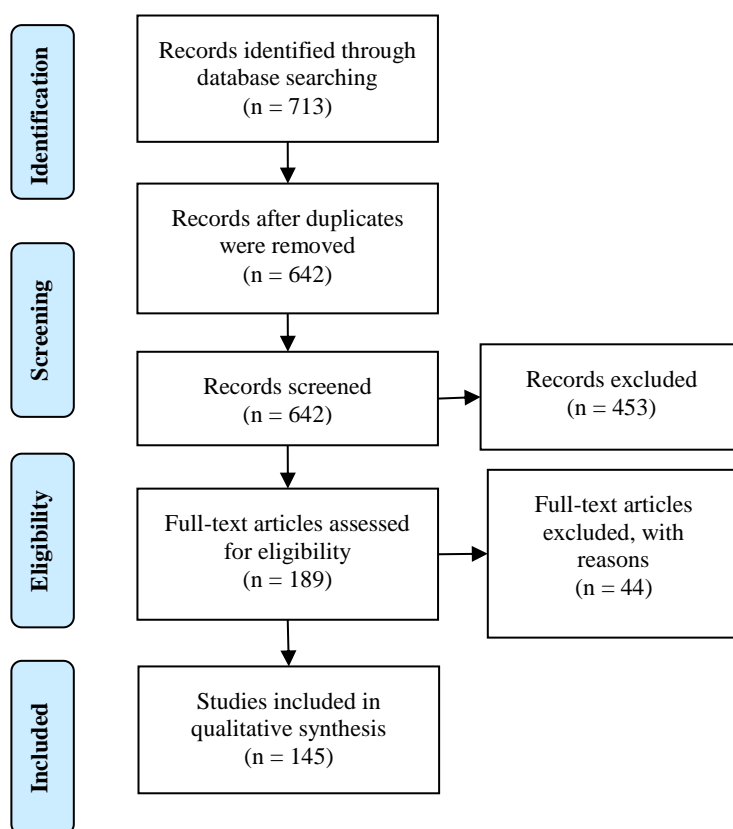 Identification
Records identified through
database searching
(n = 713)
Records after duplicates
were removed
(n = 642)
Screening
Records screened
(n = 642)
Records excluded
(n = 453)
Eligibility
Full-text articles assessed
for eligibility
(n = 189)
Full-text articles
excluded, with
reasons
(n = 44)
Included
Studies included in
qualitative synthesis
(n = 145)